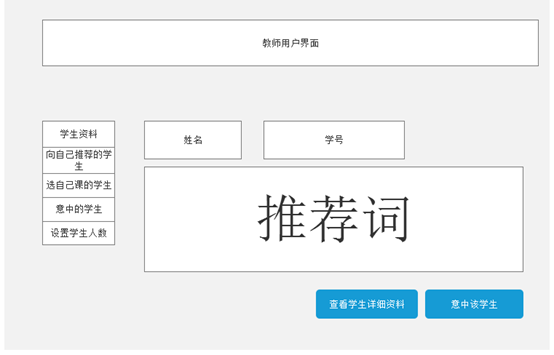 教师用户界面
学生资料
姓名
学号
向自己推荐的学
生
选自己课的学生
意中的学生
设置学生人数
推荐词
查看学生详细资料
意中该学生